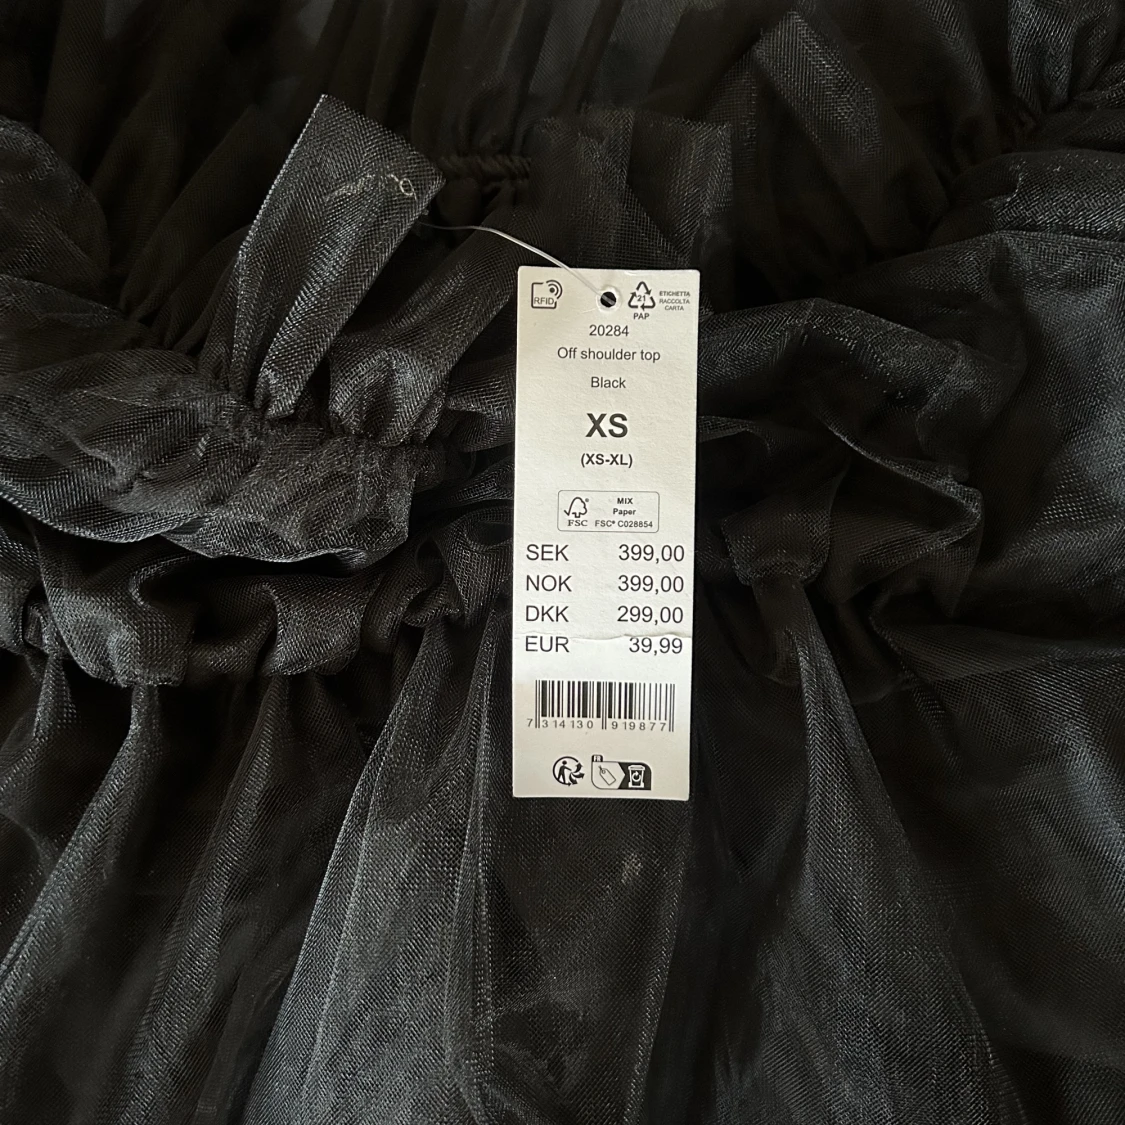 RFID
21
PAP
ETICHETTA
RACCOLTA
CARTA
20284
Off shoulder top
Black
XS
(XS-XL)
FSC®
MIX
Paper
FSC® C028854
SEK 399,00
NOK 399,00
DKK 299,00
EUR 39,99
7 314130 919877
FR